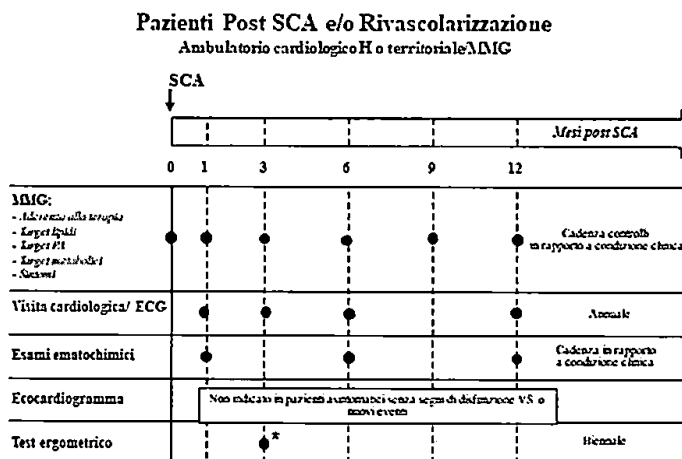 Pazienti Post SCA e/o Rivascolarizzazione
Ambulatorio cardiologico H o territoriale/MMG
SCA
Mesi post SCA
0 1 3 6 9 12
MMG:
- Aderenza alla terapia
- Target lipidi
- Target PA
- Target metabolici
- Sintomi
Cadenza controlli
in rapporto a condizione clinica
Visita cardiologica/ ECG
Annuale
Esami ematochimici
Cadenza in rapporto
a condizione clinica
Ecocardiogramma
Non indicato in pazienti asintomatici senza segni di disfunzione VS o
nuovi eventi
Test ergometrico
*
Biennale